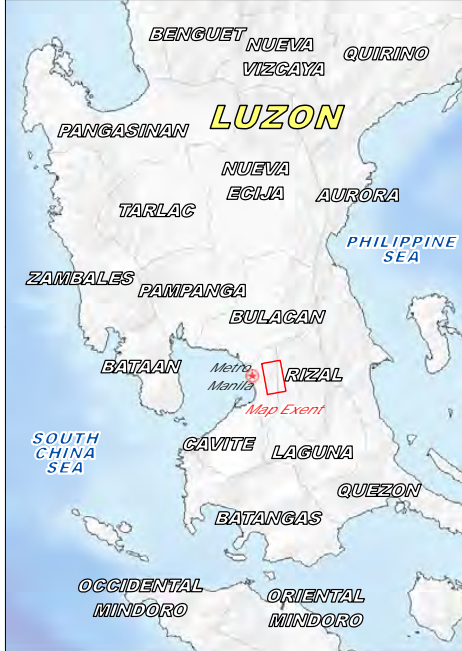 BENGUET
NUEVA
VIZCAYA
QUIRINO
LUZON
PANGASINAN
NUEVA
ECIJA
AURORA
TARLAC
PHILIPPINE
SEA
ZAMBALES
PAMPANGA
BULACAN
BATAAN
Metro
Manila
RIZAL
Map Exent
SOUTH
CHINA
SEA
CAVITE
LAGUNA
QUEZON
BATANGAS
OCCIDENTAL
MINDORO
ORIENTAL
MINDORO